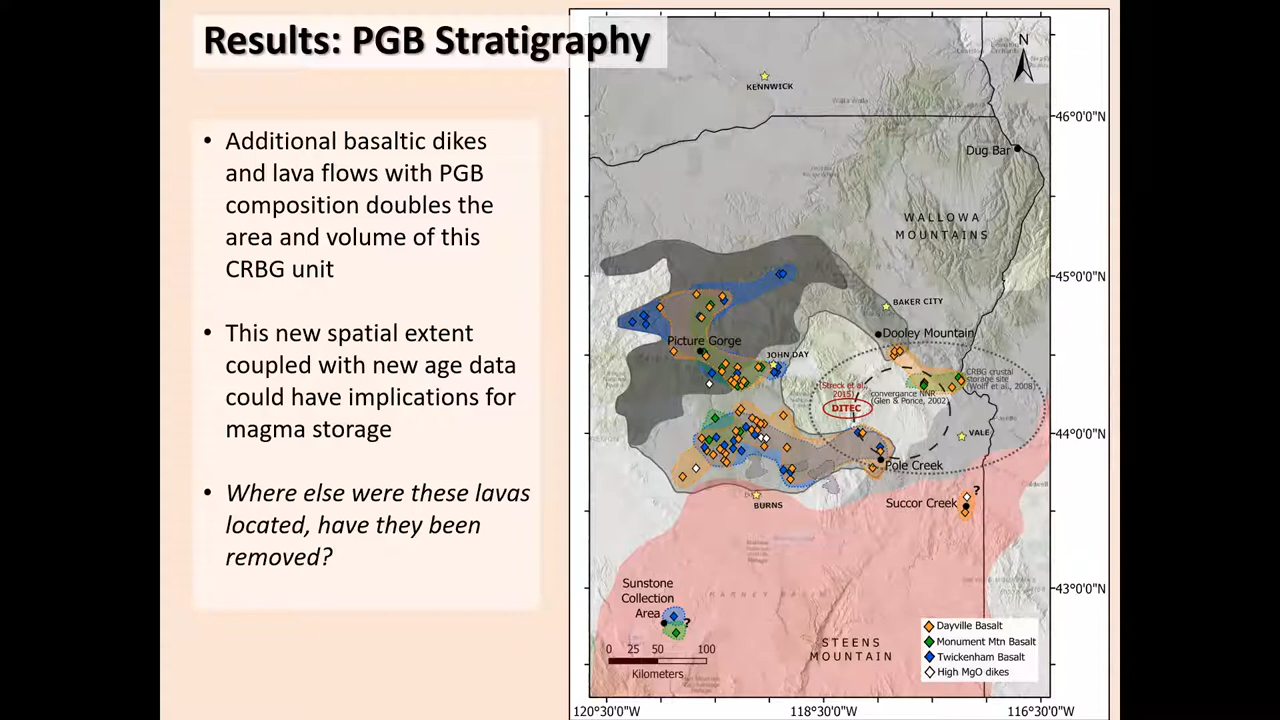 Results: PGB Stratigraphy
• Additional basaltic dikes
and lava flows with PGB
composition doubles the
area and volume of this
CRBG unit
• This new spatial extent
coupled with new age data
could have implications for
magma storage
• Where else were these lavas
located, have they been
removed?
N
KENNWICK
Walla Walla
46°0'0"N
Dug Bar
WALLOWA
MOUNTAINS
45°0'0"N
BAKER CITY
Dooley Mountain
Picture Gorge
JOHN DAY
CRBG crustal
storage site
(Wolff et al., 2008)
(Streck et al.,
2015)
DITEC
convergance NNR
(Glen & Ponce, 2002)
VALE
44°0'0"N
Pole Creek
BURNS
Succor Creek
?
43°0'0"N
HARNEY BASIN
Sunstone
Collection
Area
?
STEENS
MOUNTAIN
0 25 50 100
Kilometers
Dayville Basalt
Monument Mtn Basalt
Twickenham Basalt
High MgO dikes
120°30'0"W 118°30'0"W 116°30'0"W